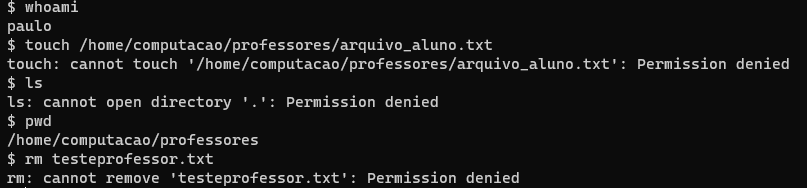 $ whoami
paulo
$ touch /home/computacao/professores/arquivo_aluno.txt
touch: cannot touch '/home/computacao/professores/arquivo_aluno.txt': Permission denied
$ ls
ls: cannot open directory '.': Permission denied
$ pwd
/home/computacao/professores
$ rm testeprofessor.txt
rm: cannot remove 'testeprofessor.txt': Permission denied